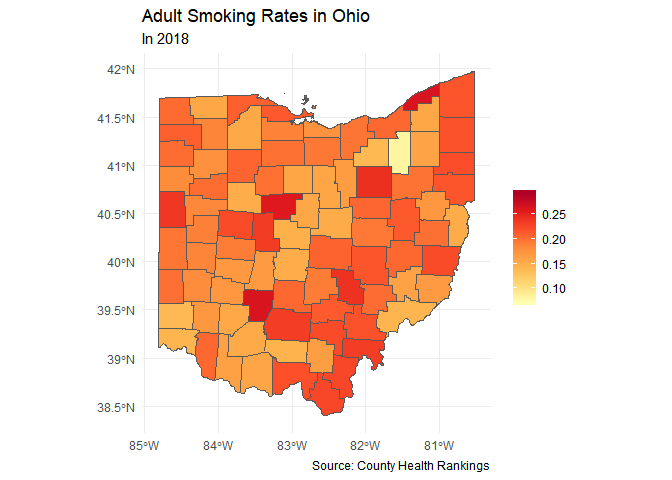 Adult Smoking Rates in Ohio
In 2018
42°N
41.5°N
41°N
40.5°N
40°N
39.5°N
39°N
38.5°N
0.25
0.20
0.15
0.10
85°W
84°W
83°W
82°W
81°W
Source: County Health Rankings